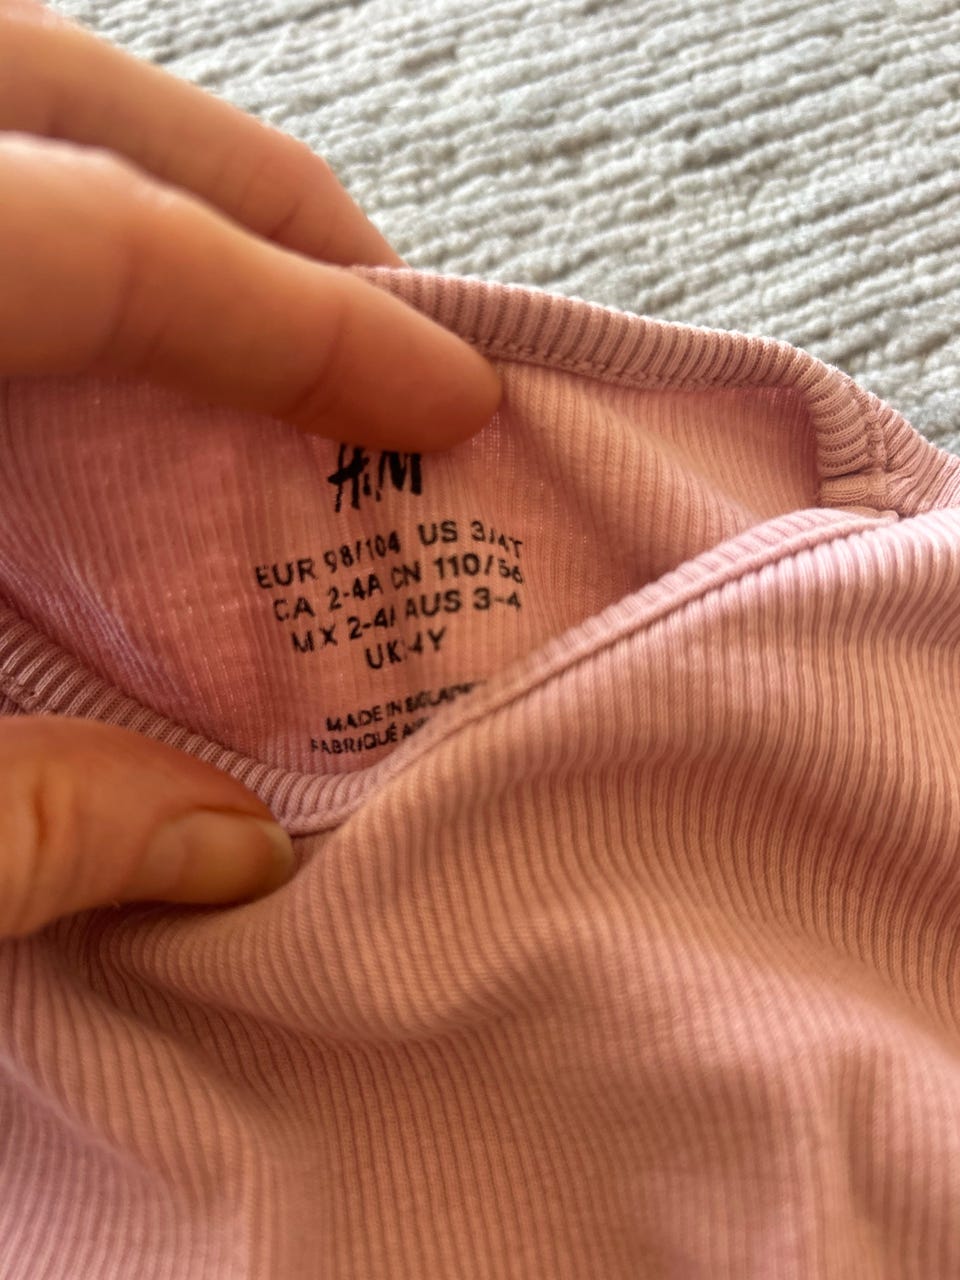 H&M
EUR 98/104 US 3/4T
CA 2-4A CN 110/56
MX 2-4A AUS 3-4
UK
MADE IN
FABRIQUÉ